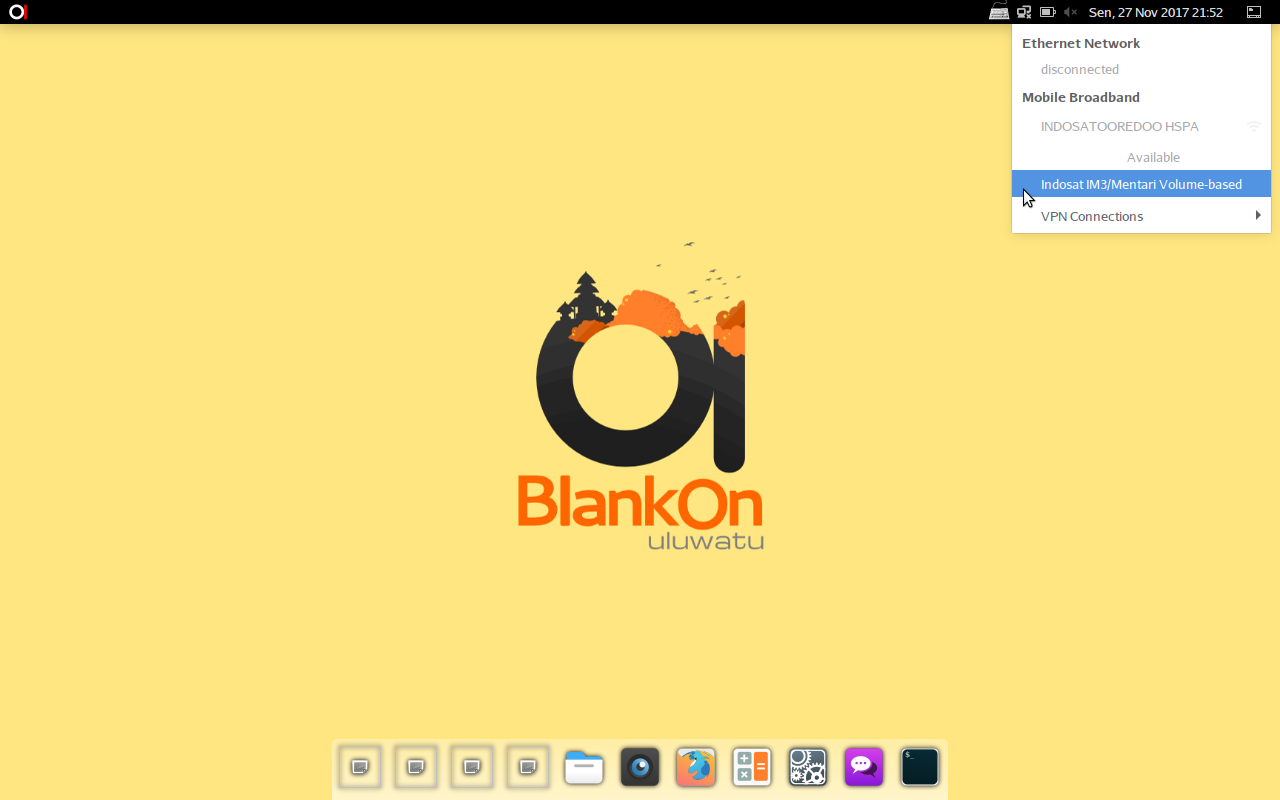 Sen, 27 Nov 2017 21:52
Ethernet Network
disconnected
Mobile Broadband
INDOSATOOREDOO HSPA
Available
Indosat IM3/Mentari Volume-based
VPN Connections
BlankOn
uluwatu
$_